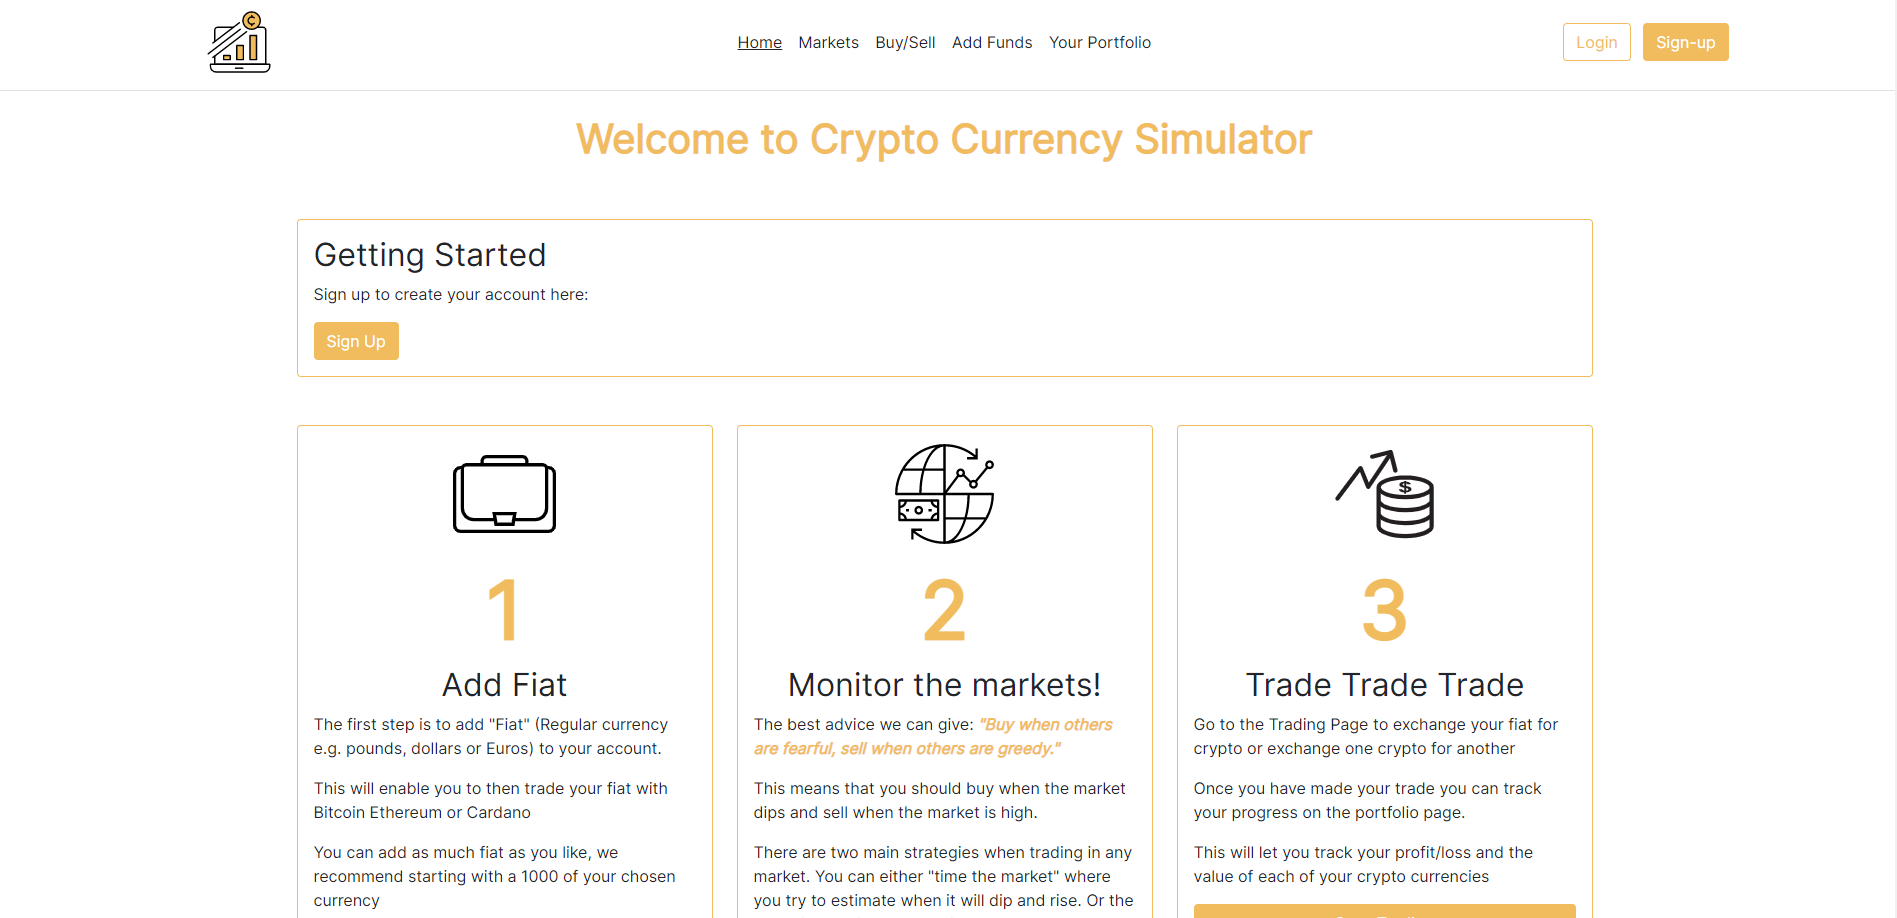 Home Markets Buy/Sell Add Funds Your Portfolio Login Sign-up
Welcome to Crypto Currency Simulator
Getting Started
Sign up to create your account here:
Sign Up
1
Add Fiat
The first step is to add "Fiat" (Regular currency
e.g. pounds, dollars or Euros) to your account.
This will enable you to then trade your fiat with
Bitcoin Ethereum or Cardano
You can add as much fiat as you like, we
recommend starting with a 1000 of your chosen
currency
2
Monitor the markets!
The best advice we can give: "Buy when others
are fearful, sell when others are greedy."
This means that you should buy when the market
dips and sell when the market is high.
There are two main strategies when trading in any
market. You can either "time the market" where
you try to estimate when it will dip and rise. Or the
$
3
Trade Trade Trade
Go to the Trading Page to exchange your fiat for
crypto or exchange one crypto for another
Once you have made your trade you can track
your progress on the portfolio page.
This will let you track your profit/loss and the
value of each of your crypto currencies